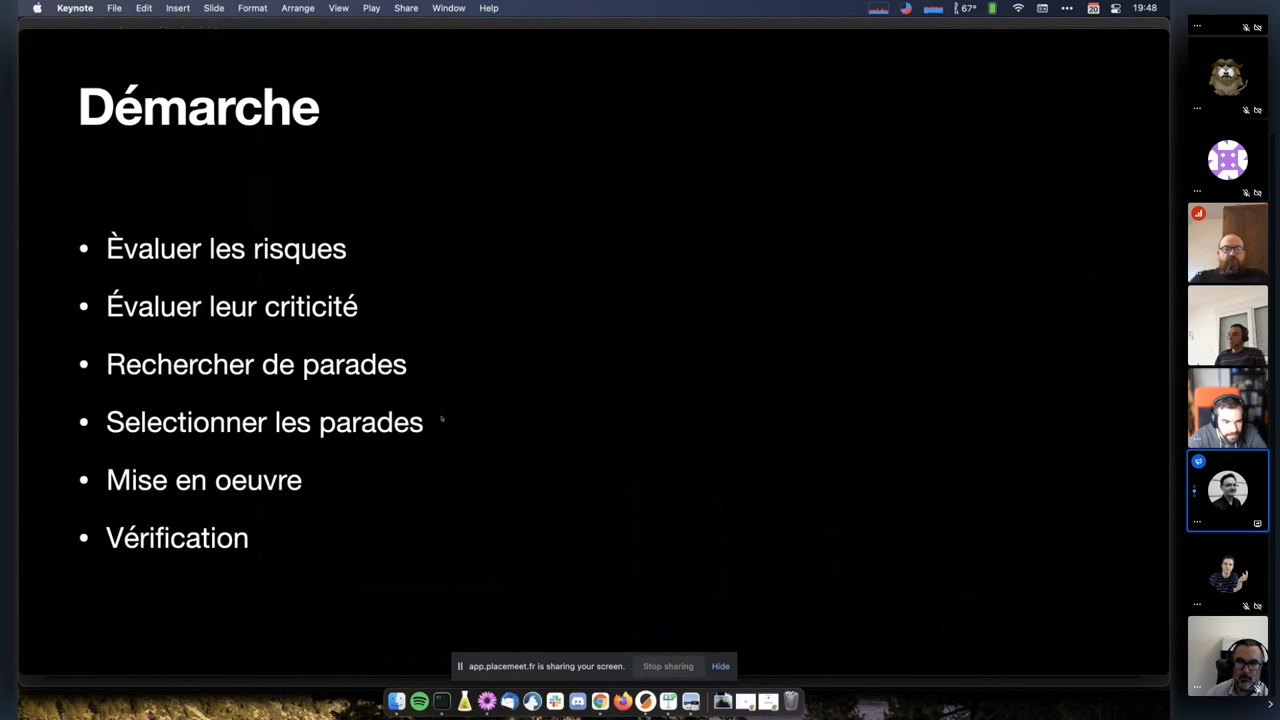 Keynote File Edit Insert Slide Format Arrange View Play Share Window Help 67° 20 19:48
Démarche
• Èvaluer les risques
• Évaluer leur criticité
• Rechercher de parades
• Selectionner les parades
• Mise en oeuvre
• Vérification
app.placemeet.fr is sharing your screen. Stop sharing Hide